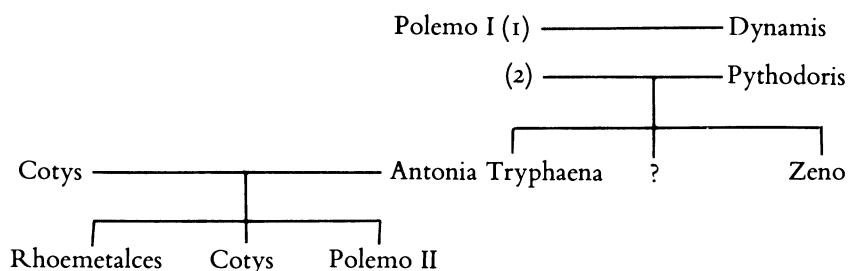 Polemo I (1) Dynamis
(2) Pythodoris
Cotys Antonia Tryphaena ? Zeno
Rhoemetalces Cotys Polemo II